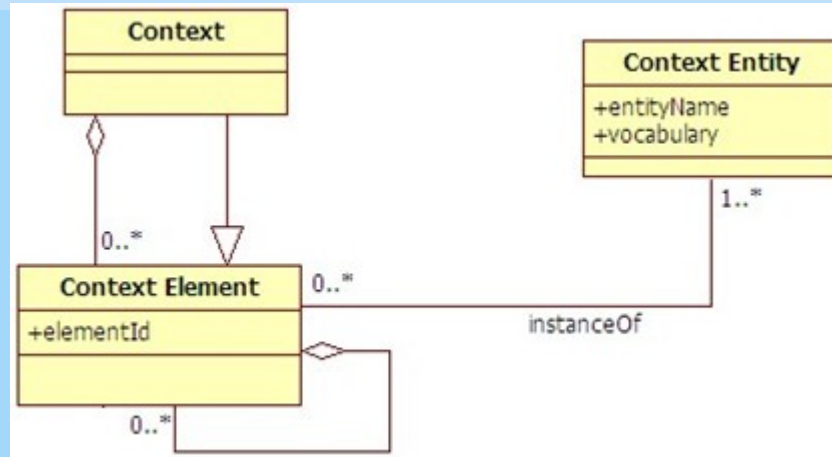 Context
Context Entity
+entityName
+vocabulary
1..*
0..*
Context Element
0..*
+elementId
instanceOf
0..*